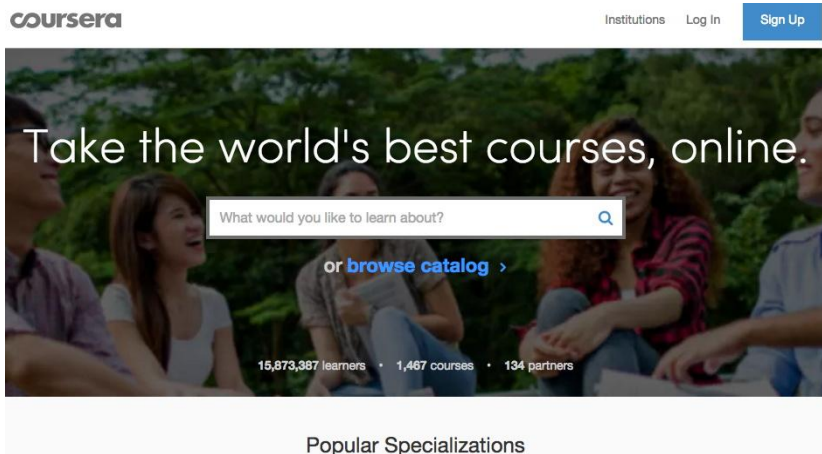 coursera
Institutions Log In Sign Up
Take the world's best courses, online.
What would you like to learn about?
or browse catalog ›
15,873,387 learners • 1,467 courses • 134 partners
Popular Specializations